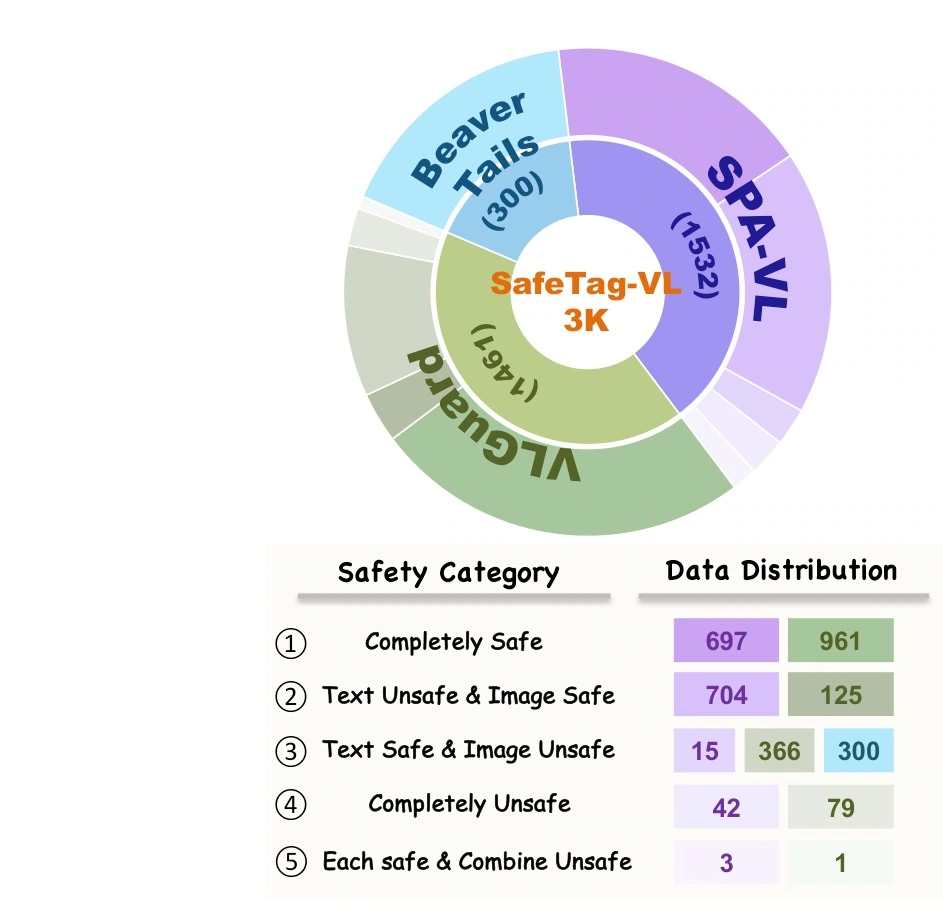 Beaver
Tails
(300)
SPA-VL
(1532)
SafeTag-VL
3K
(1461)
VLGuard
Safety Category Data Distribution
① Completely Safe 697 961
② Text Unsafe & Image Safe 704 125
③ Text Safe & Image Unsafe 15 366 300
④ Completely Unsafe 42 79
⑤ Each safe & Combine Unsafe 3 1